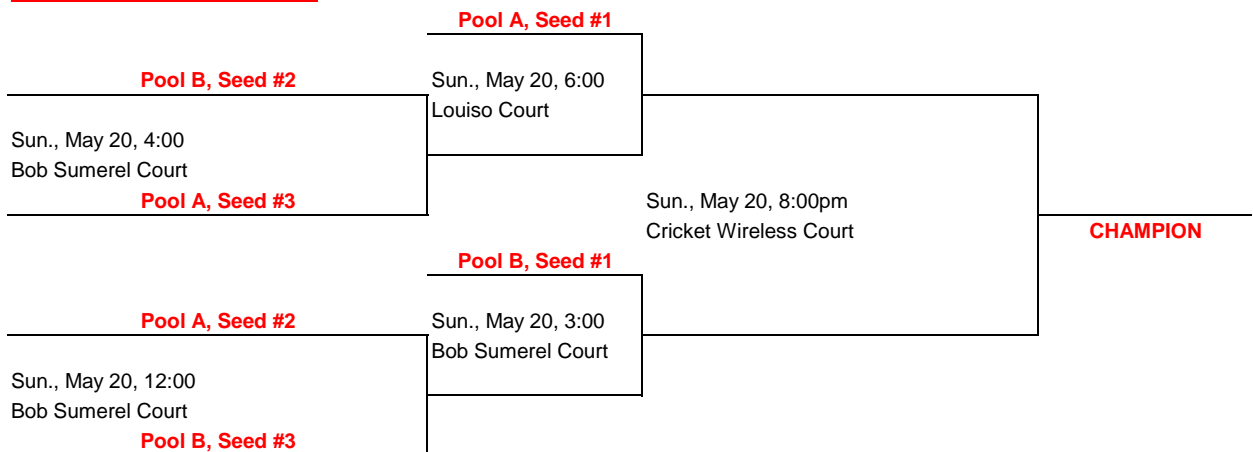 Pool A, Seed #1
Pool B, Seed #2
Sun., May 20, 6:00
Louiso Court
Sun., May 20, 4:00
Bob Sumerel Court
Pool A, Seed #3
Sun., May 20, 8:00pm
Cricket Wireless Court
CHAMPION
Pool B, Seed #1
Pool A, Seed #2
Sun., May 20, 3:00
Bob Sumerel Court
Sun., May 20, 12:00
Bob Sumerel Court
Pool B, Seed #3